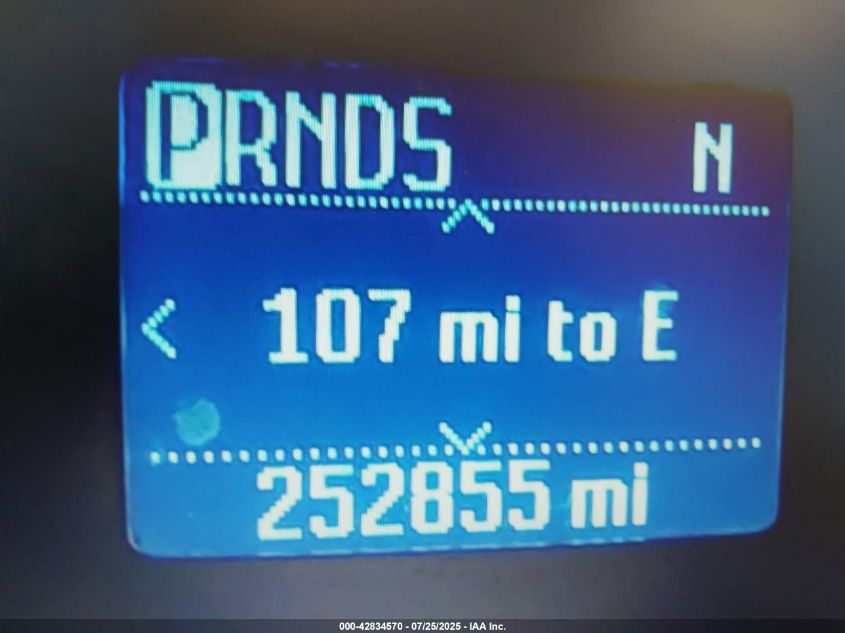 PRNDS N
107 mi to E
252855 mi
000-42834570 - 07/25/2025 - IAA Inc.